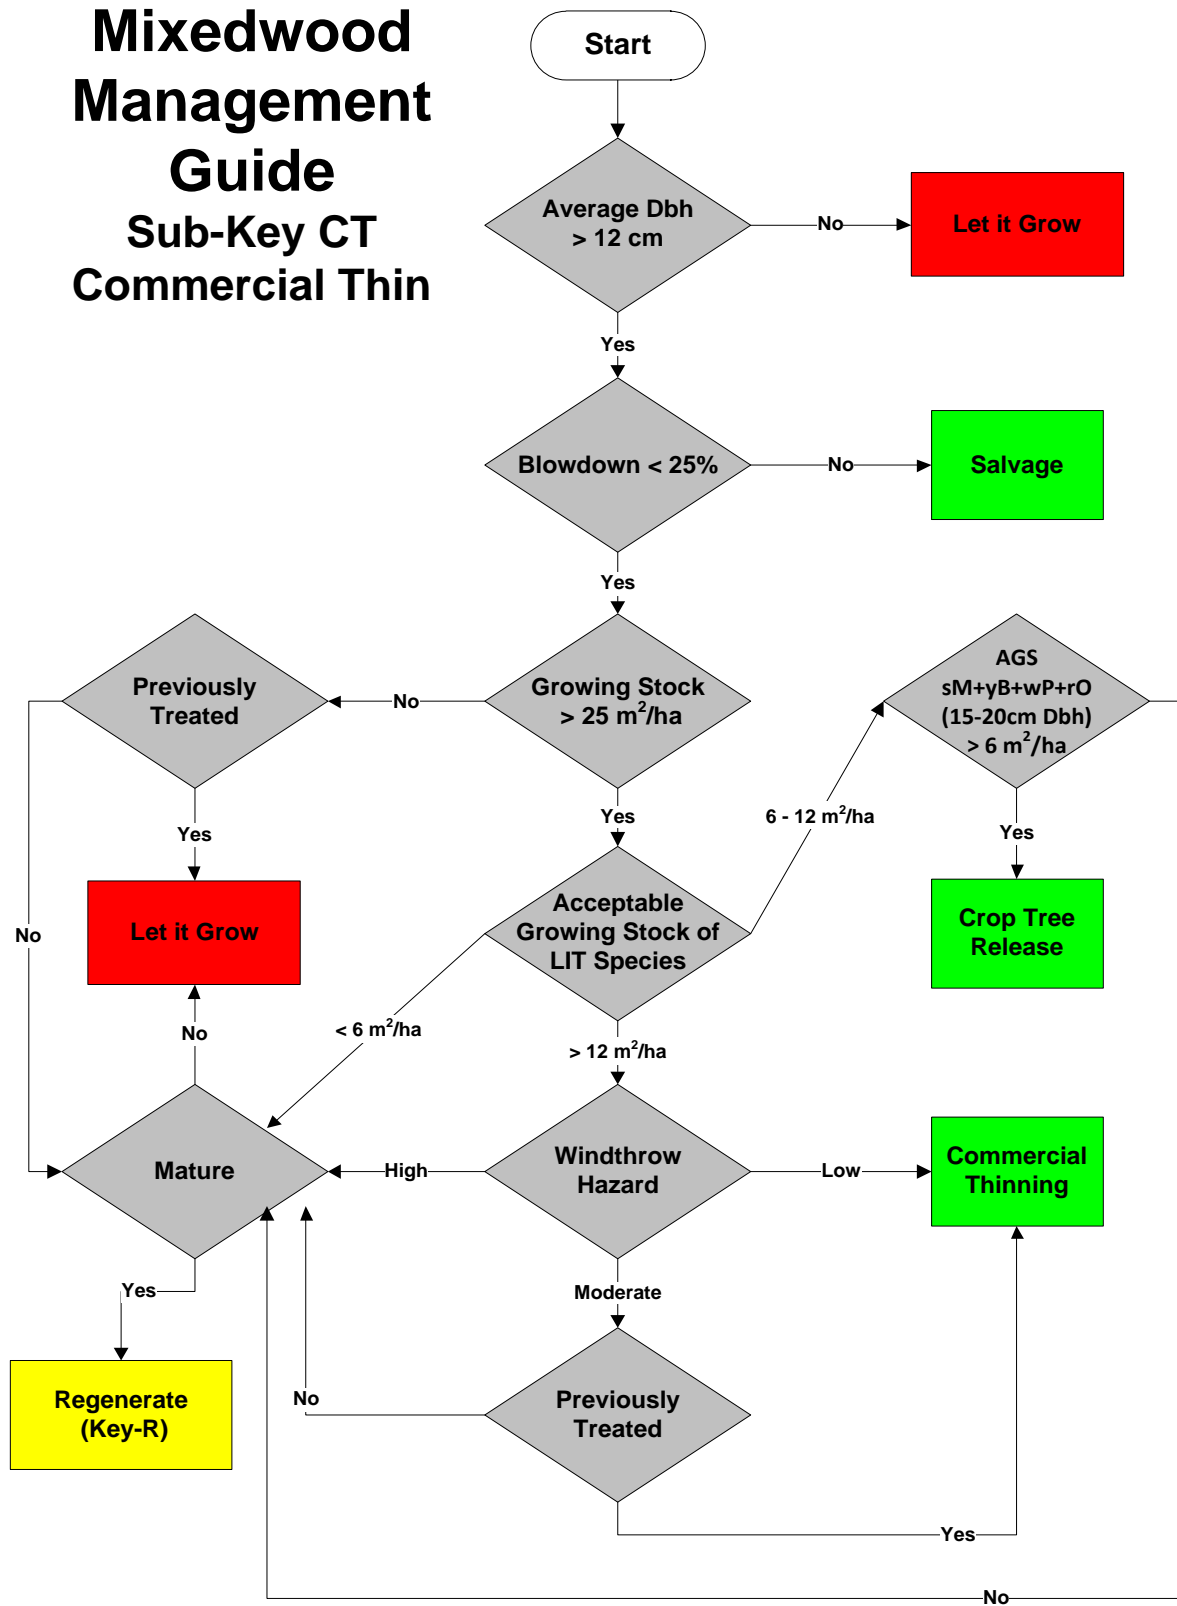 Mixedwood
Management
Guide
Sub-Key CT
Commercial Thin
Start
Average Dbh
> 12 cm
No
Let it Grow
Yes
Blowdown < 25%
No
Salvage
Yes
Previously
Treated
No
Growing Stock
> 25 m²/ha
AGS
sM+yB+wP+rO
(15-20cm Dbh)
> 6 m²/ha
Yes
Yes
6 - 12 m²/ha
Yes
No
Let it Grow
Acceptable
Growing Stock of
LIT Species
Crop Tree
Release
No
< 6 m²/ha
> 12 m²/ha
Mature
High
Windthrow
Hazard
Low
Commercial
Thinning
Yes
Moderate
Regenerate
(Key-R)
No
Previously
Treated
Yes
No